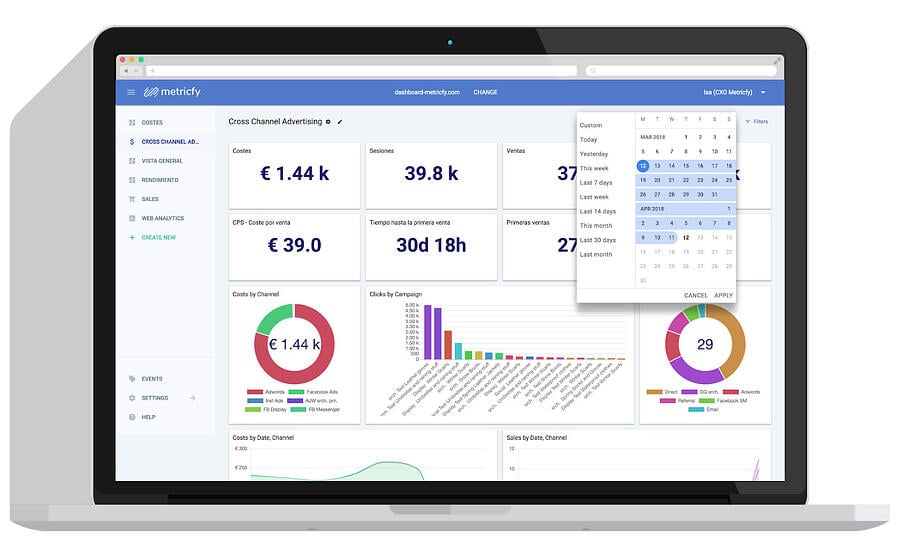 metricfy
dashboard-metricfy.com
CHANGE
Isa (CXO Metricfy)
COSTES
CROSS CHANNEL AD...
VISTA GENERAL
RENDIMIENTO
SALES
WEB ANALYTICS
CREATE NEW
EVENTS
SETTINGS
HELP
Cross Channel Advertising
Filters
Costes
€ 1.44 k
Sesiones
39.8 k
Ventas
37
k
CPS - Coste por venta
€ 39.0
Tiempo hasta la primera venta
30d 18h
Primeras ventas
27
Custom
Today
Yesterday
This week
Last 7 days
Last week
Last 14 days
This month
Last 30 days
Last month
M T W T F S S
MAR 2018 1 2 3 4
5 6 7 8 9 10 11
12 13 14 15 16 17 18
19 20 21 22 23 24 25
26 27 28 29 30 31
APR 2018 1
2 3 4 5 6 7 8
9 10 11 12 13 14 15
16 17 18 19 20 21 22
23 24 25 26 27 28 29
30
CANCEL APPLY
Costs by Channel
€ 1.44 k
Adwords Facebook Ads
Inst Ads AdW srch. prn.
FB Display FB Messenger
Clicks by Campaign
5.00 k
4.50 k
4.00 k
3.50 k
3.00 k
2.50 k
2.00 k
1.50 k
1.00 k
500
0
29
Direct GG srch. Adwords
Referral Facebook SM
Email
Costs by Date, Channel
€ 300
€ 250
Sales by Date, Channel
12
10